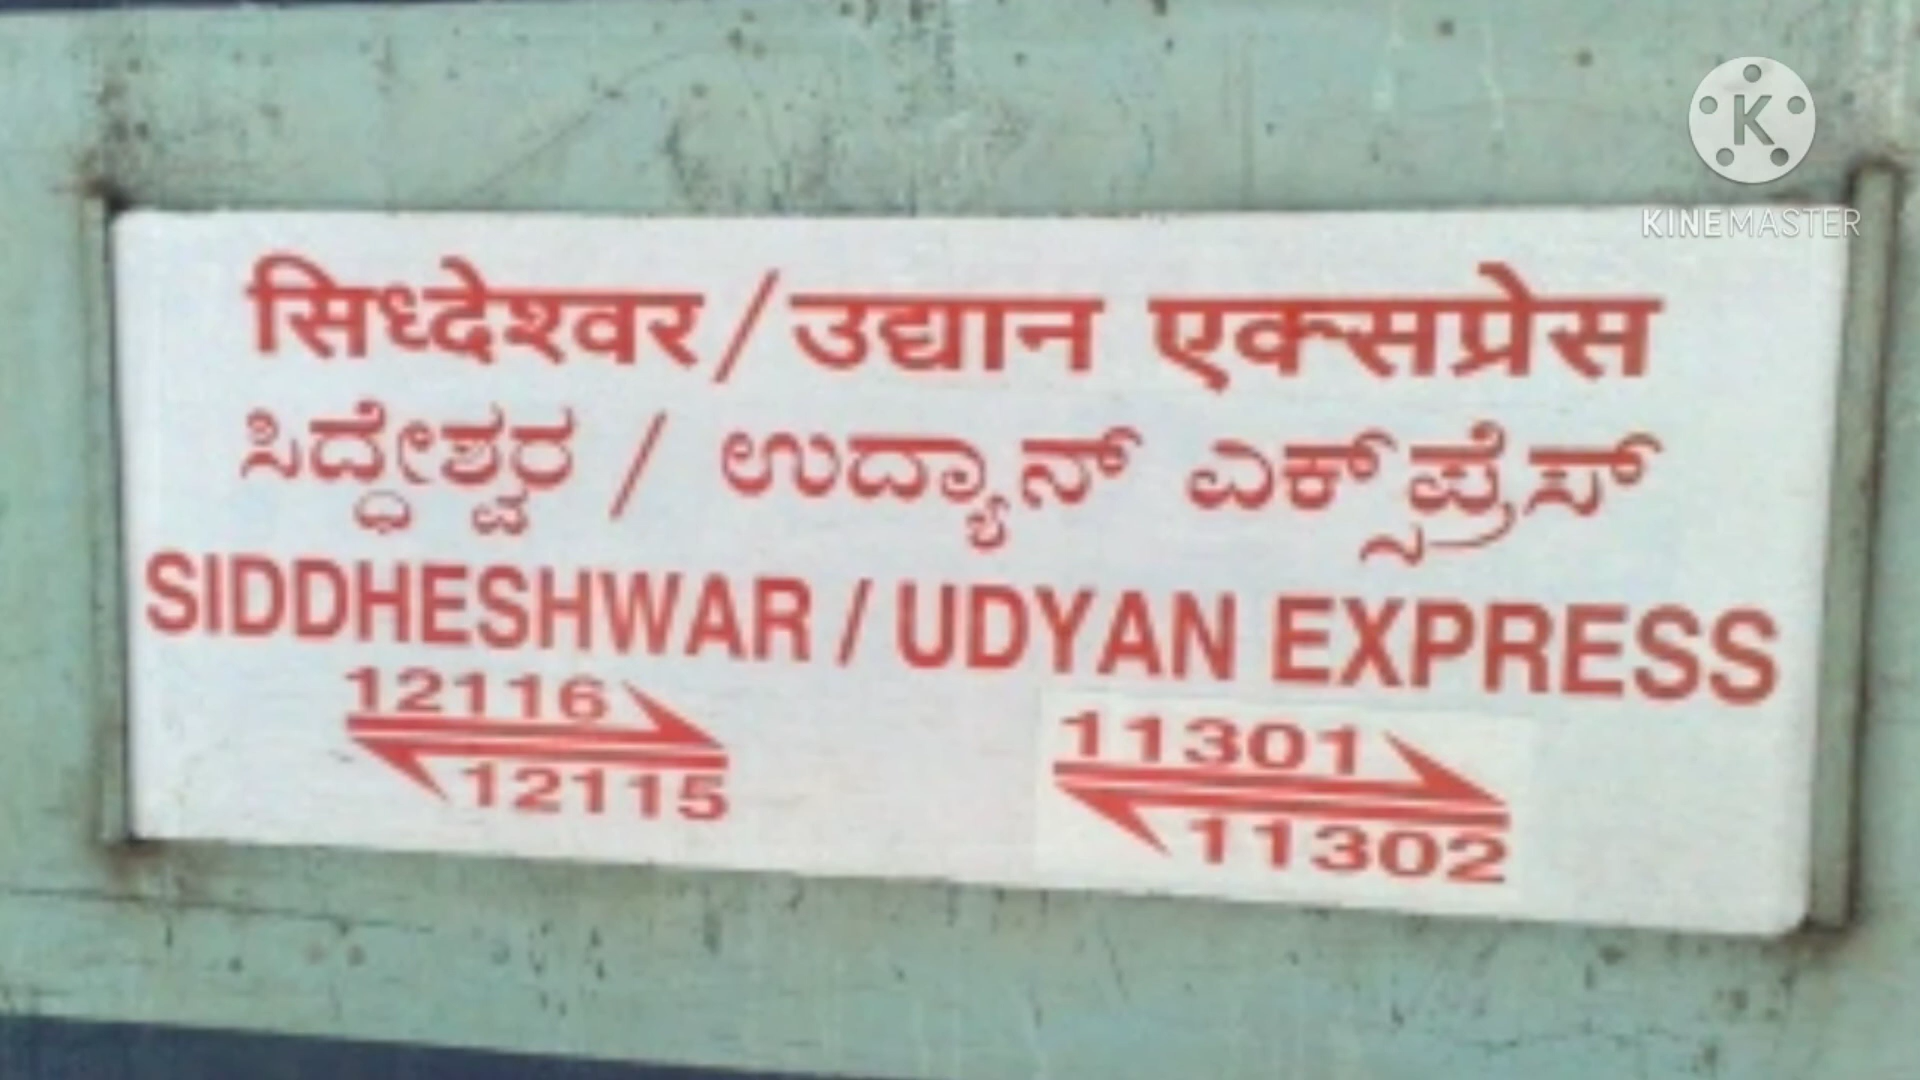 K
KINEMASTER
सिध्देश्वर / उद्यान एक्सप्रेस
ಸಿದ್ಧೇಶ್ವರ / ಉದ್ಯಾನ್ ಎಕ್ಸ್‌ಪ್ರೆಸ್
SIDDHESHWAR / UDYAN EXPRESS
12116
12115
11301
11302